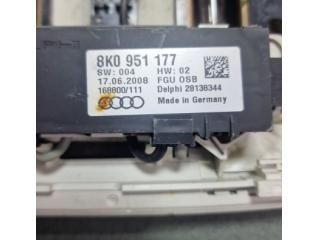 8K0 951 177
SW: 004 HW: 02
17.06.2008 FGU OSB
168800/111 Delphi 28138344
Made in Germany